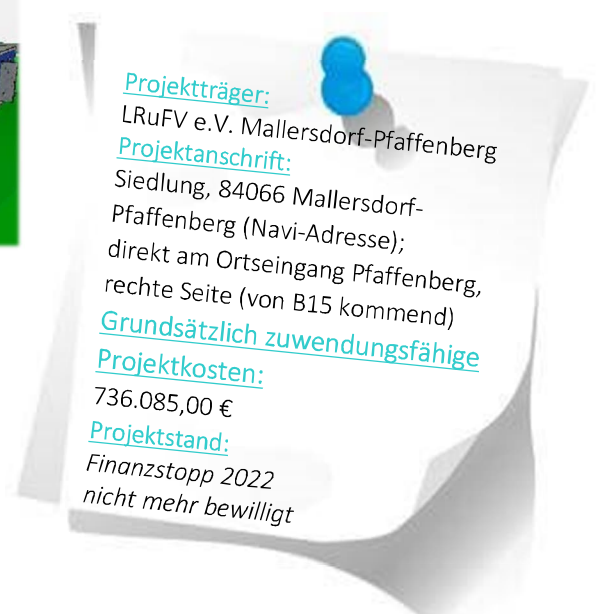 Projektträger:
LRuFV e.V. Mallersdorf-Pfaffenberg
Projektanschrift:
Siedlung, 84066 Mallersdorf-
Pfaffenberg (Navi-Adresse);
direkt am Ortseingang Pfaffenberg,
rechte Seite (von B15 kommend)
Grundsätzlich zuwendungsfähige
Projektkosten:
736.085,00 €
Projektstand:
Finanzstopp 2022
nicht mehr bewilligt